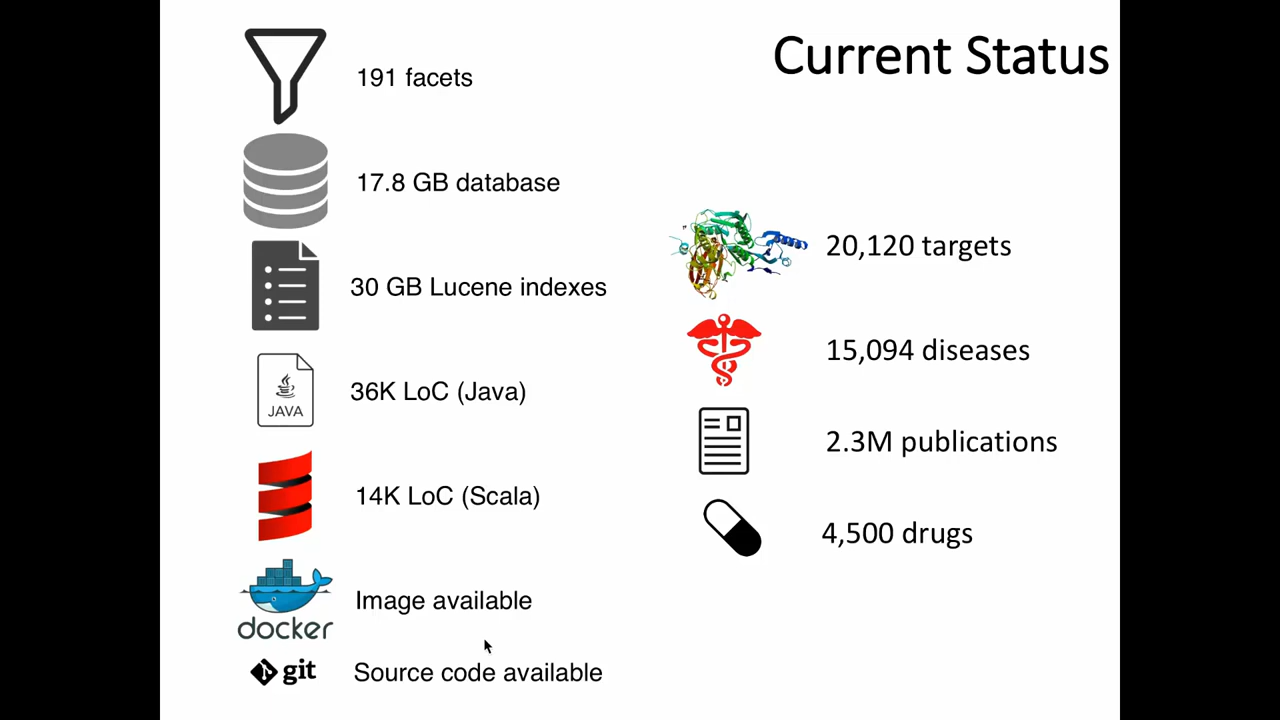 Current Status
191 facets
17.8 GB database
30 GB Lucene indexes
JAVA
36K LoC (Java)
14K LoC (Scala)
docker
Image available
git
Source code available
20,120 targets
15,094 diseases
2.3M publications
4,500 drugs